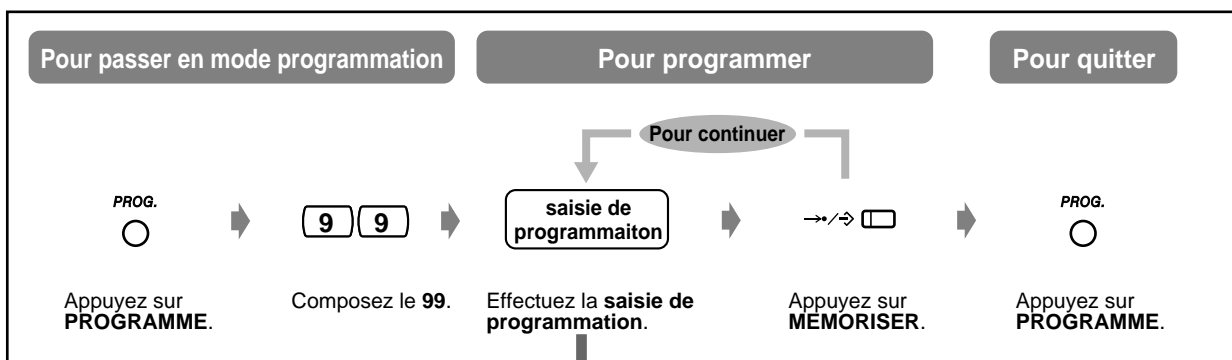 Pour passer en mode programmation
Pour programmer
Pour quitter
Pour continuer
PROG.
9 9
saisie de
programmaiton
PROG.
Appuyez sur
PROGRAMME.
Composez le 99.
Effectuez la saisie de
programmation.
Appuyez sur
MEMORISER.
Appuyez sur
PROGRAMME.